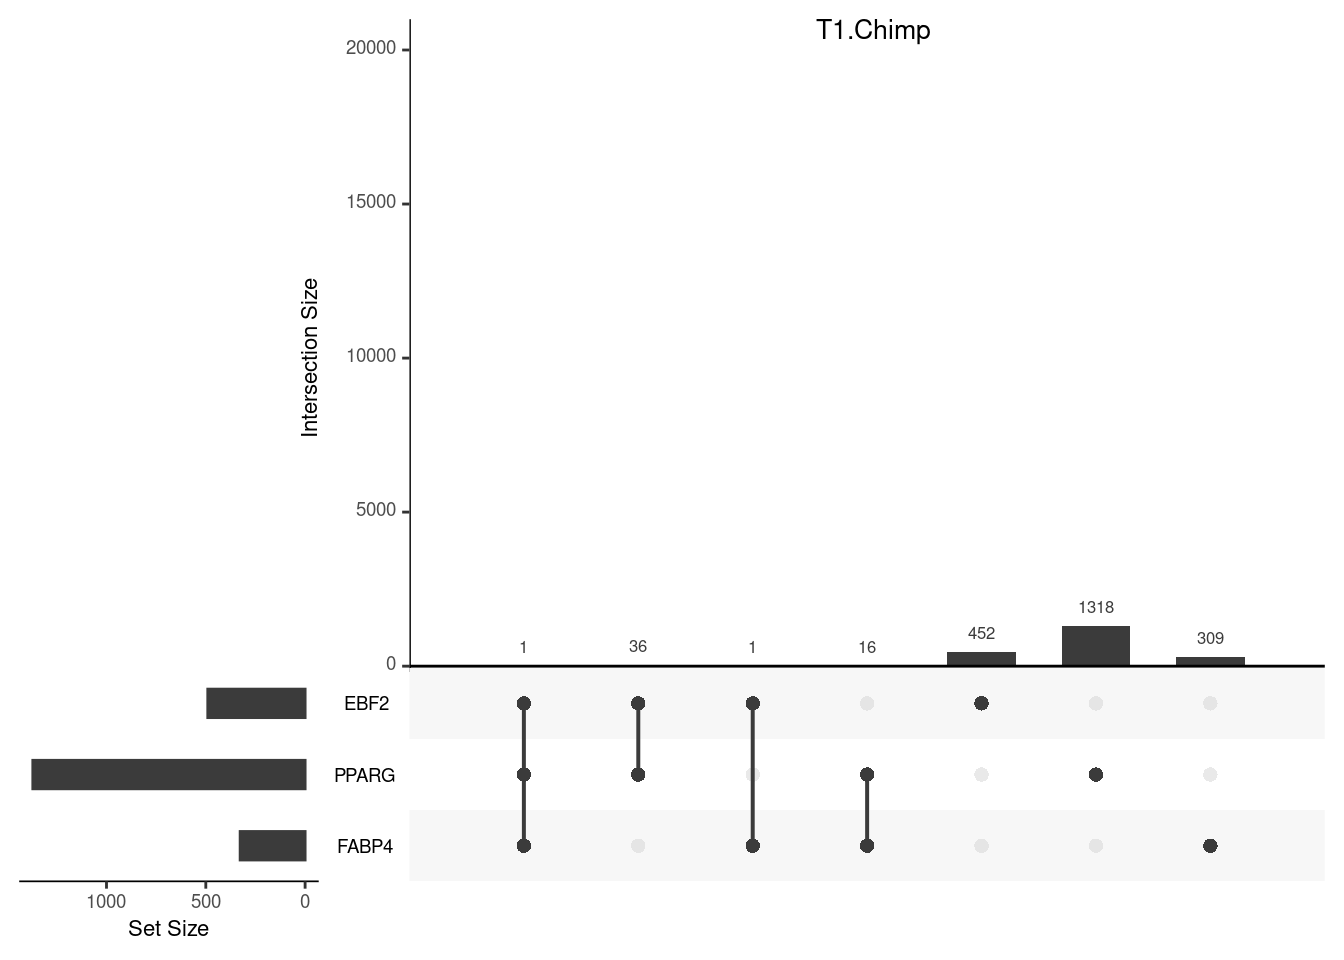 T1.Chimp
20000
15000
10000
5000
0
Intersection Size
1 36 1 16 452 1318 309
EBF2
PPARG
FABP4
1000 500 0
Set Size